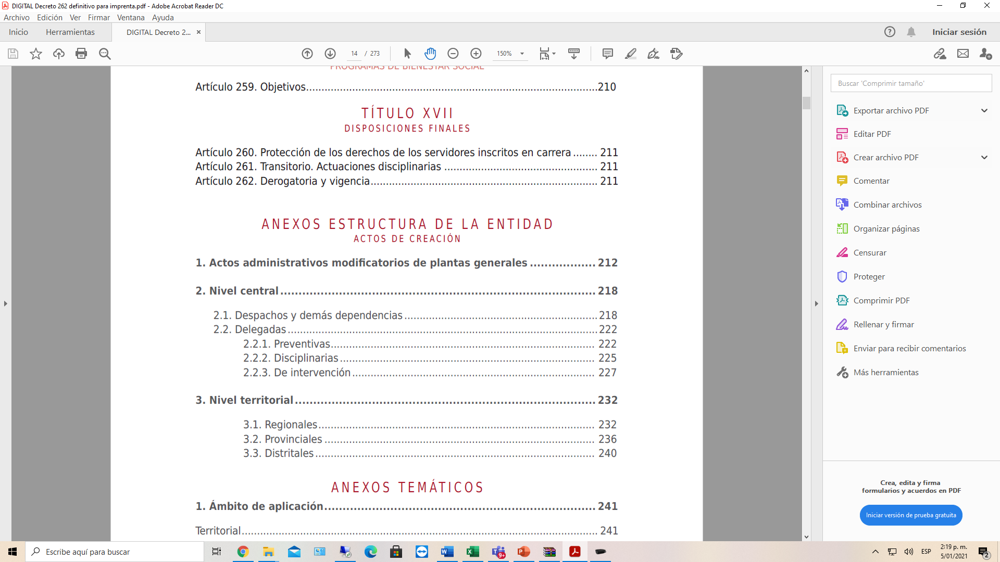 DIGITAL Decreto 262 definitivo para imprenta.pdf - Adobe Acrobat Reader DC
Archivo Edición Ver Firmar Ventana Ayuda
Inicio Herramientas DIGITAL Decreto 2... × Iniciar sesión
14 / 273 150%
PROGRAMAS DE BIENESTAR SOCIAL
Artículo 259. Objetivos...............................................................................................210
TÍTULO XVII
DISPOSICIONES FINALES
Artículo 260. Protección de los derechos de los servidores inscritos en carrera ........ 211
Artículo 261. Transitorio. Actuaciones disciplinarias .................................................. 211
Artículo 262. Derogatoria y vigencia.......................................................................... 211
ANEXOS ESTRUCTURA DE LA ENTIDAD
ACTOS DE CREACIÓN
1. Actos administrativos modificatorios de plantas generales .................. 212
2. Nivel central ...................................................................................... 218
2.1. Despachos y demás dependencias ............................................................... 218
2.2. Delegadas ..................................................................................................... 222
2.2.1. Preventivas...................................................................................... 222
2.2.2. Disciplinarias ................................................................................... 225
2.2.3. De intervención ............................................................................... 227
3. Nivel territorial .................................................................................. 232
3.1. Regionales.......................................................................................... 232
3.2. Provinciales ........................................................................................ 236
3.3. Distritales ........................................................................................... 240
ANEXOS TEMÁTICOS
1. Ámbito de aplicación.......................................................................... 241
Territorial.................................................................................................................... 241
Buscar 'Comprimir tamaño'
Exportar archivo PDF
Editar PDF
Crear archivo PDF
Comentar
Combinar archivos
Organizar páginas
Censurar
Proteger
Comprimir PDF
Rellenar y firmar
Enviar para recibir comentarios
Más herramientas
Crea, edita y firma
formularios y acuerdos en PDF
Iniciar versión de prueba gratuita
Escribe aquí para buscar
9+
ESP
2:19 p. m.
5/01/2021
2